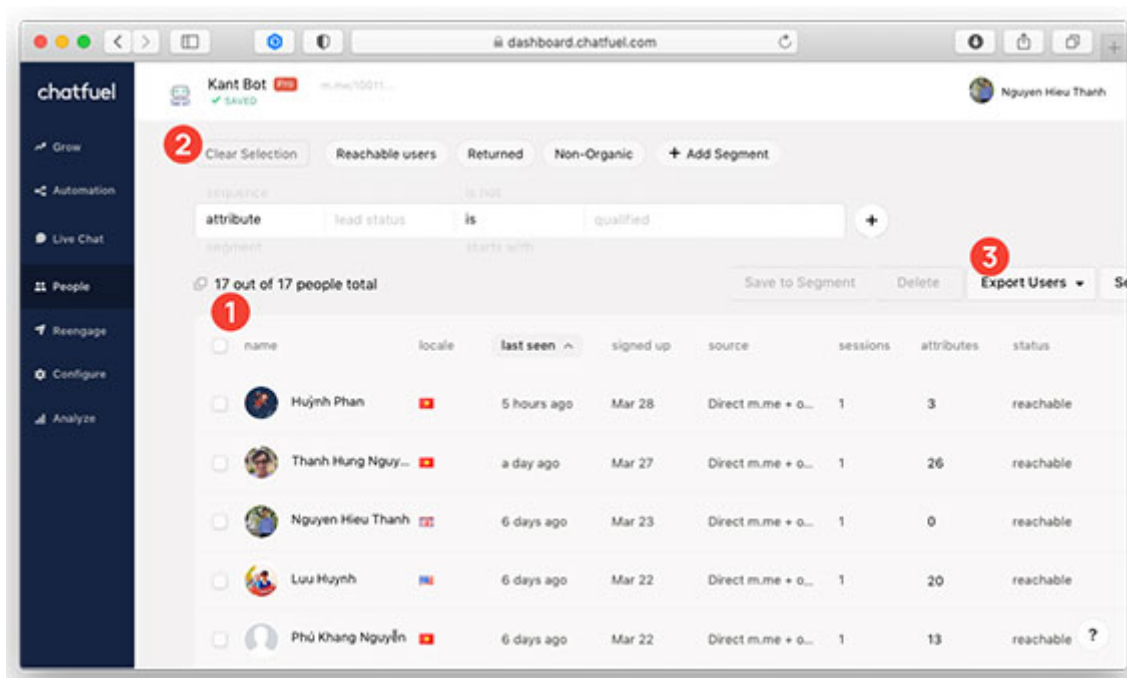 dashboard.chatfuel.com
chatfuel
Kant Bot PRO
✓ SAVED
Nguyen Hieu Thanh
Grow
Automation
Live Chat
People
Reengage
Configure
Analyze
2
Clear Selection Reachable users Returned Non-Organic + Add Segment
sequence is not
attribute lead status is qualified +
segment starts with
3
17 out of 17 people total Save to Segment Delete Export Users Se
1
name locale last seen signed up source sessions attributes status
Huỳnh Phan 5 hours ago Mar 28 Direct m.me + o... 1 3 reachable
Thanh Hung Nguy... a day ago Mar 27 Direct m.me + o... 1 26 reachable
Nguyen Hieu Thanh 6 days ago Mar 23 Direct m.me + o... 1 0 reachable
Luu Huynh 6 days ago Mar 22 Direct m.me + o... 1 20 reachable
Phú Khang Nguyễn 6 days ago Mar 22 Direct m.me + o... 1 13 reachable
?